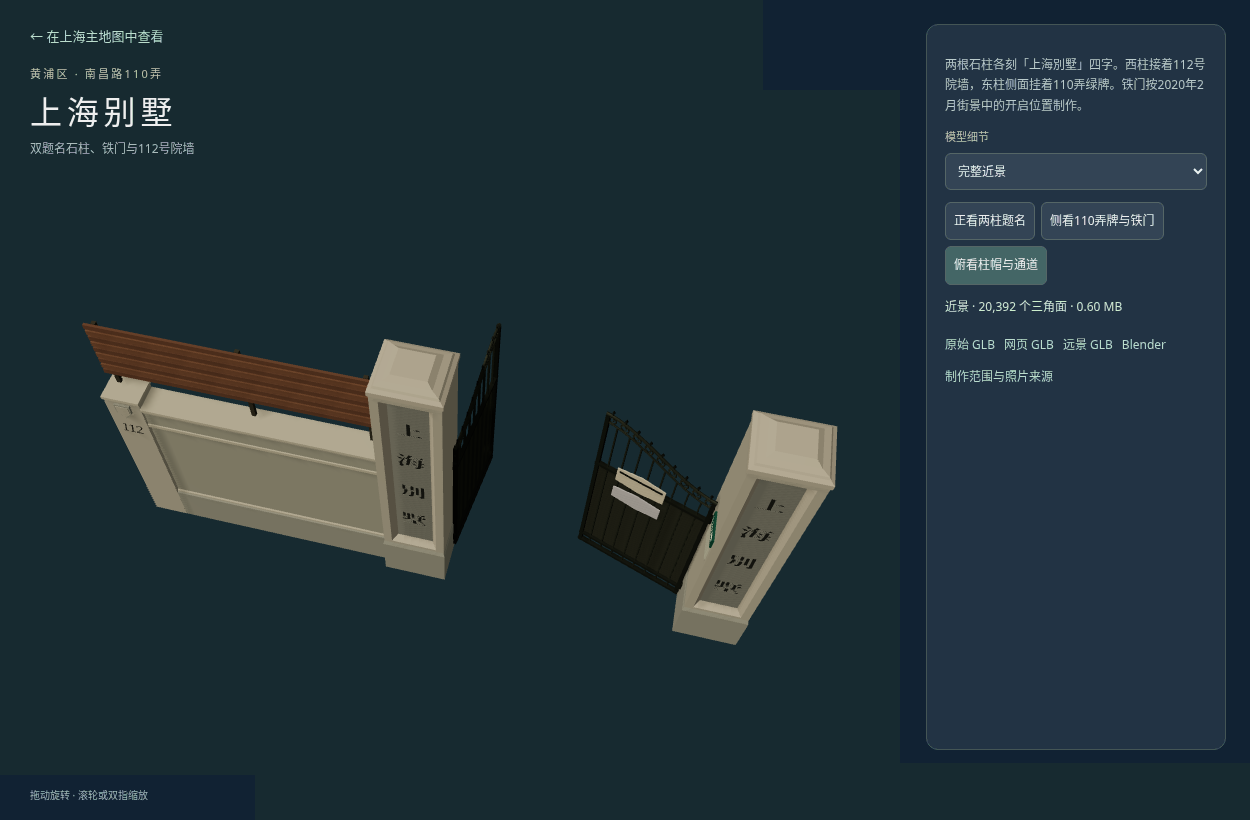 ← 在上海主地图中查看
黄浦区 · 南昌路110弄
上海别墅
双题名石柱、铁门与112号院墙
两根石柱各刻「上海別墅」四字。西柱接着112号
院墙，东柱侧面挂着110弄绿牌。铁门按2020年2
月街景中的开启位置制作。
模型细节
完整近景
正看两柱题名
侧看110弄牌与铁门
俯看柱帽与通道
近景 · 20,392 个三角面 · 0.60 MB
原始 GLB 网页 GLB 远景 GLB Blender
制作范围与照片来源
112
拖动旋转 · 滚轮或双指缩放